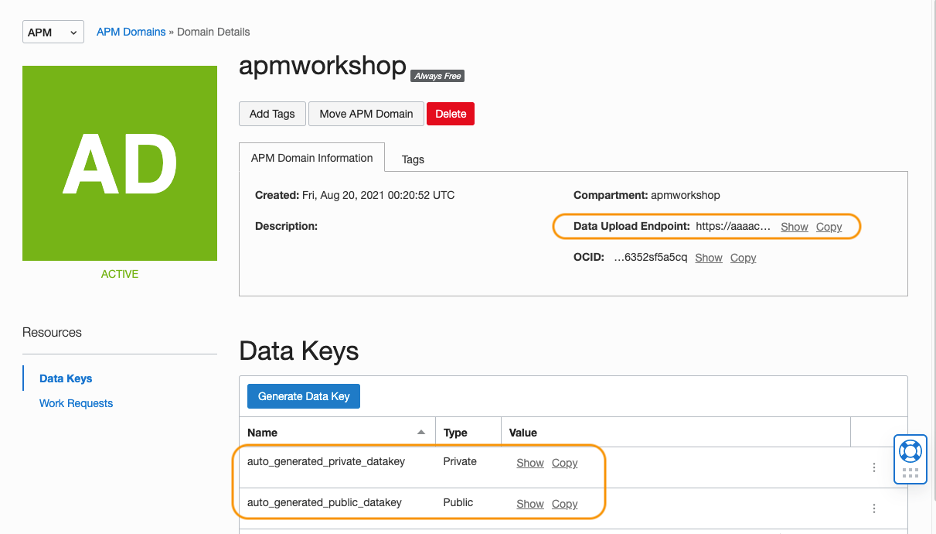 APM
APM Domains » Domain Details
AD
ACTIVE
apmworkshop Always Free
Add Tags Move APM Domain Delete
APM Domain Information Tags
Created: Fri, Aug 20, 2021 00:20:52 UTC
Compartment: apmworkshop
Description:
Data Upload Endpoint: https://aaaac... Show Copy
OCID: ...6352sf5a5cq Show Copy
Resources
Data Keys
Work Requests
Data Keys
Generate Data Key
Name Type Value
auto_generated_private_datakey Private Show Copy
auto_generated_public_datakey Public Show Copy